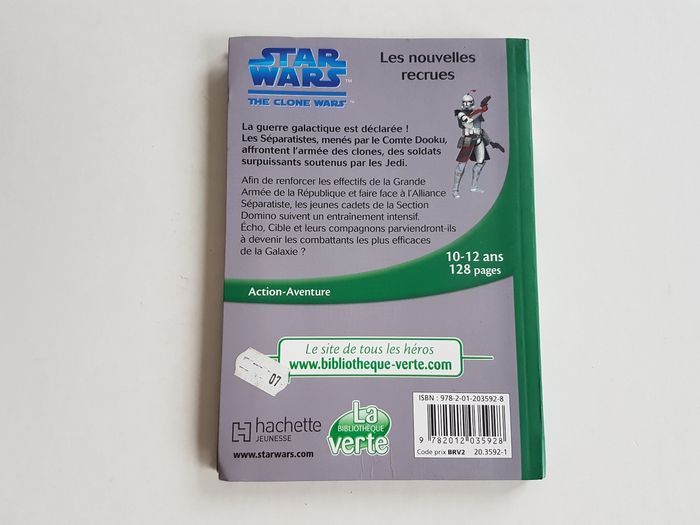 STAR
WARS™
THE CLONE WARS™
Les nouvelles
recrues
La guerre galactique est déclarée !
Les Séparatistes, menés par le Comte Dooku,
affrontent l'armée des clones, des soldats
surpuissants soutenus par les Jedi.
Afin de renforcer les effectifs de la Grande
Armée de la République et faire face à l'Alliance
Séparatiste, les jeunes cadets de la Section
Domino suivent un entraînement intensif.
Écho, Cible et leurs compagnons parviendront-ils
à devenir les combattants les plus efficaces
de la Galaxie ?
10-12 ans
128 pages
Action-Aventure
Le site de tous les héros
www.bibliotheque-verte.com
07
hachette
JEUNESSE
www.starwars.com
La
BIBLIOTHÈQUE
verte
ISBN : 978-2-01-203592-8
9 782012 035928
Code prix BRV2 20.3592-1